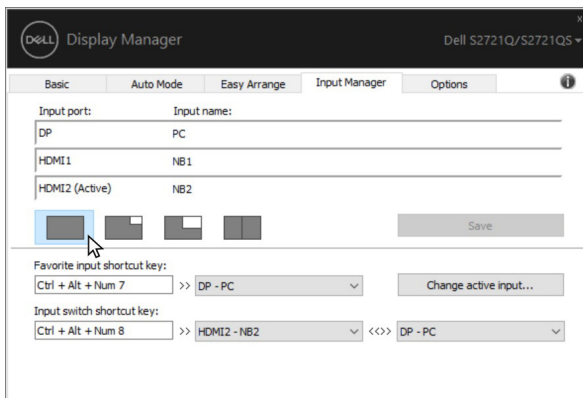 x
DELL Display Manager Dell S2721Q/S2721QS
Basic Auto Mode Easy Arrange Input Manager Options i
Input port: Input name:
DP PC
HDMI1 NB1
HDMI2 (Active) NB2
Save
Favorite input shortcut key:
Ctrl + Alt + Num 7 >> DP - PC Change active input...
Input switch shortcut key:
Ctrl + Alt + Num 8 >> HDMI2 - NB2 <<>> DP - PC